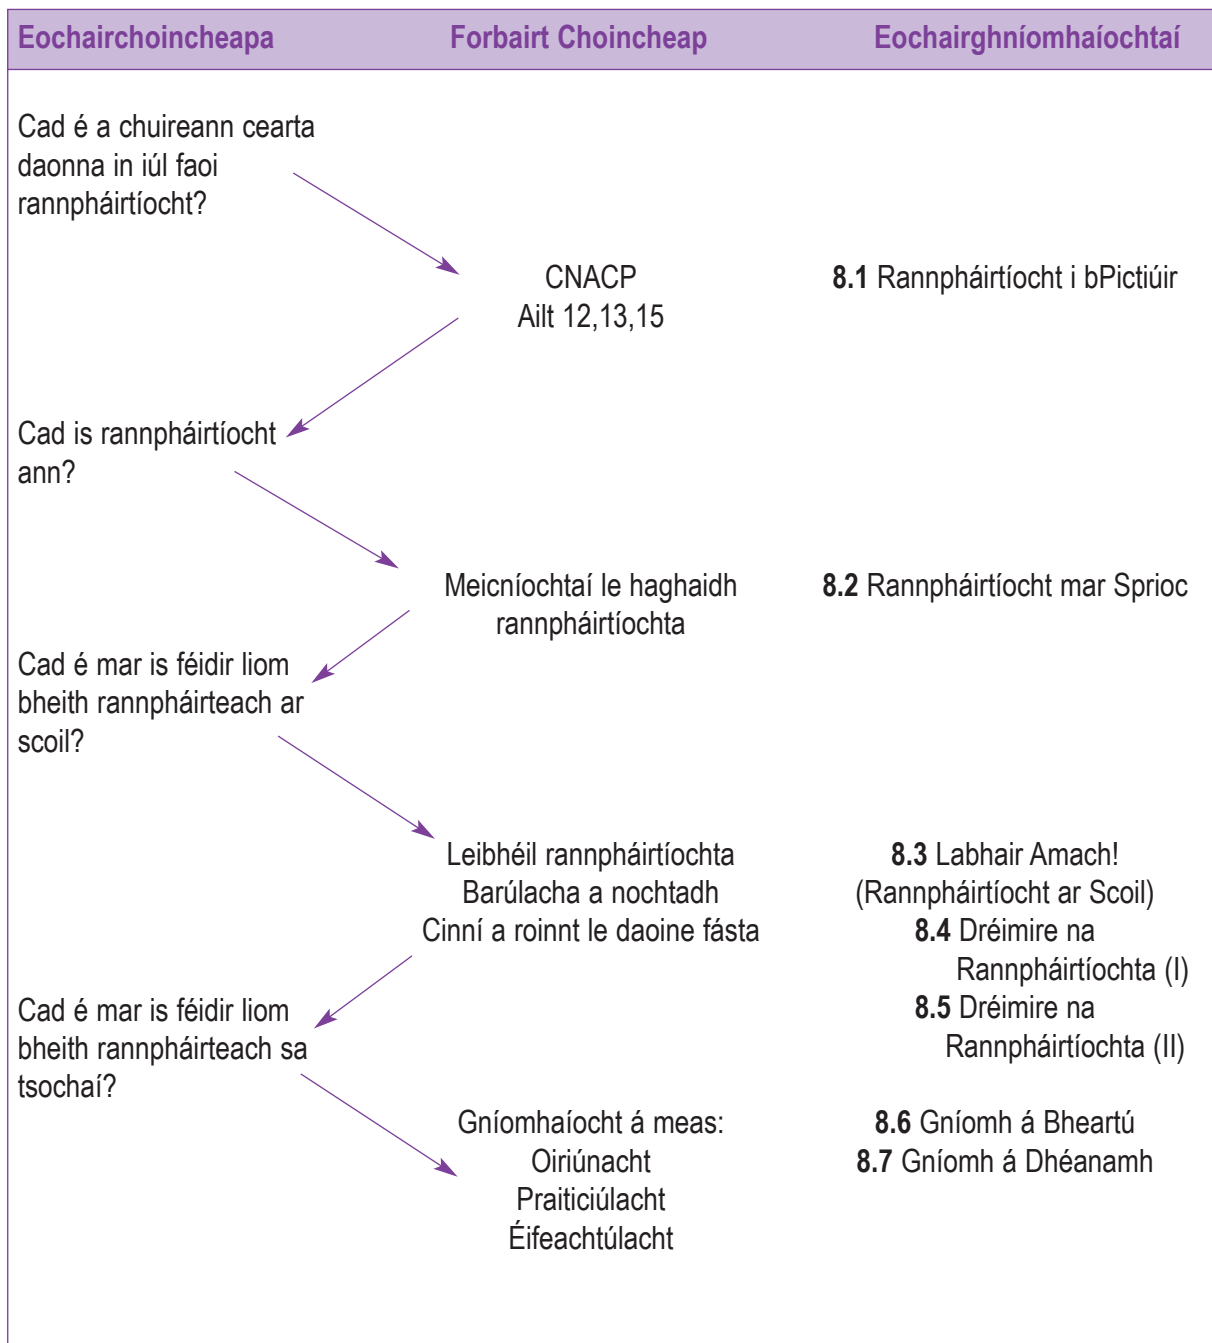 Eochairchoincheapa Forbairt Choincheap Eochairghníomhaíochtaí
Cad é a chuireann cearta
daonna in iúl faoi
rannpháirtíocht?
CNACP 8.1 Rannpháirtíocht i bPictiúir
Ailt 12,13,15
Cad is rannpháirtíocht
ann?
Meicníochtaí le haghaidh 8.2 Rannpháirtíocht mar Sprioc
rannpháirtíochta
Cad é mar is féidir liom
bheith rannpháirteach ar
scoil?
Leibhéil rannpháirtíochta 8.3 Labhair Amach!
Barúlacha a nochtadh (Rannpháirtíocht ar Scoil)
Cinní a roinnt le daoine fásta 8.4 Dréimire na
Rannpháirtíochta (I)
Cad é mar is féidir liom 8.5 Dréimire na
bheith rannpháirteach sa Rannpháirtíochta (II)
tsochaí?
Gníomhaíocht á meas: 8.6 Gníomh á Bheartú
Oiriúnacht 8.7 Gníomh á Dhéanamh
Praiticiúlacht
Éifeachtúlacht